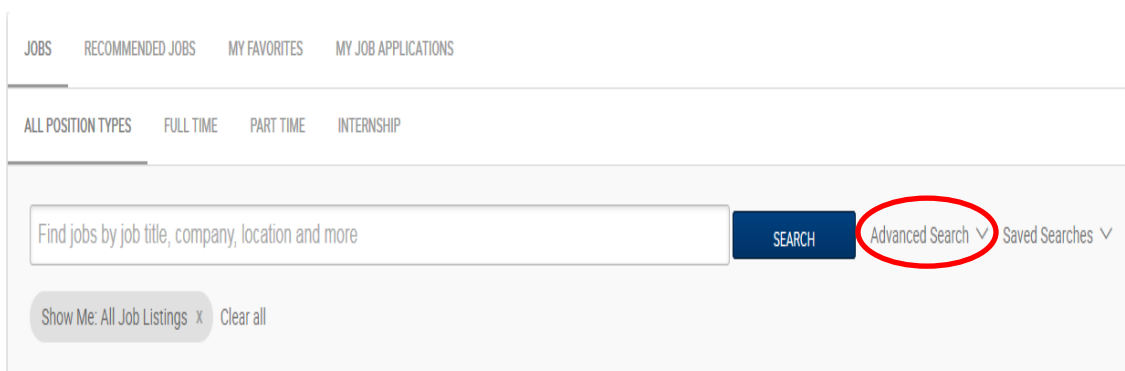 JOBS RECOMMENDED JOBS MY FAVORITES MY JOB APPLICATIONS
ALL POSITION TYPES FULL TIME PART TIME INTERNSHIP
Find jobs by job title, company, location and more SEARCH Advanced Search Saved Searches
Show Me: All Job Listings x Clear all